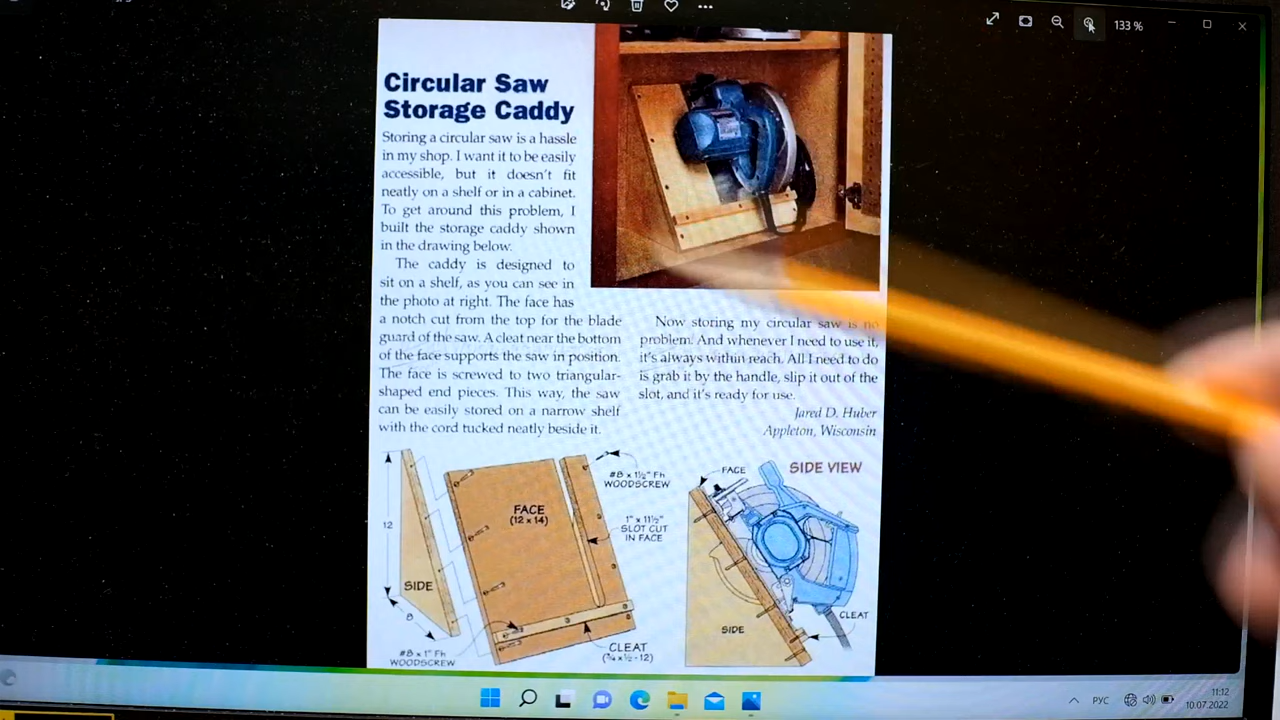 133 %
Circular Saw
Storage Caddy
Storing a circular saw is a hassle
in my shop. I want it to be easily
accessible, but it doesn't fit
neatly on a shelf or in a cabinet.
To get around this problem, I
built the storage caddy shown
in the drawing below.
The caddy is designed to
sit on a shelf, as you can see in
the photo at right. The face has
a notch cut from the top for the blade
guard of the saw. A cleat near the bottom
of the face supports the saw in position.
The face is screwed to two triangular-
shaped end pieces. This way, the saw
can be easily stored on a narrow shelf
with the cord tucked neatly beside it.
Now storing my circular saw is no
problem. And whenever I need to use it,
it's always within reach. All I need to do
is grab it by the handle, slip it out of the
slot, and it's ready for use.
Jared D. Huber
Appleton, Wisconsin
12
SIDE
8
#8 x 1" Fh
WOODSCREW
FACE
(12 x 14)
#8 x 1½" Fh
WOODSCREW
1" x 11½"
SLOT CUT
IN FACE
CLEAT
(¾ x ½ - 12)
FACE
SIDE VIEW
SIDE
CLEAT
РУС
11:12
10.07.2022